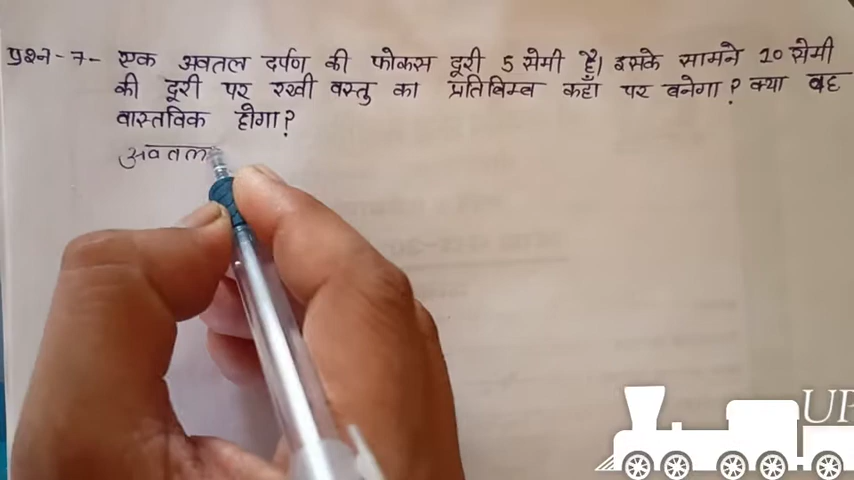 प्रश्न-7- एक अवतल दर्पण की फोकस दूरी 5 सेमी है। इसके सामने 10 सेमी
की दूरी पर रखी वस्तु का प्रतिबिम्ब कहाँ पर बनेगा? क्या वह
वास्तविक होगा?
अवतल
UP